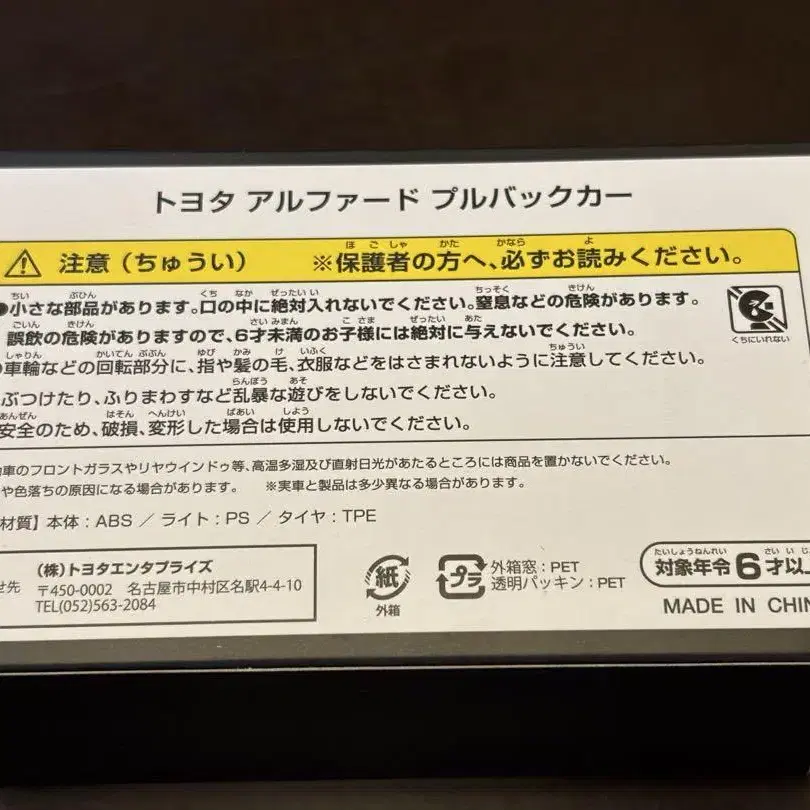 トヨタ アルファード プルバックカー
注意（ちゅうい） ※保護者の方へ、必ずお読みください。
●小さな部品があります。口の中に絶対入れないでください。窒息などの危険があります。
誤飲の危険がありますので、6才未満のお子様には絶対に与えないでください。
●車輪などの回転部分に、指や髪の毛、衣服などをはさまれないように注意してください。
ぶつけたり、ふりまわすなど乱暴な遊びをしないでください。
安全のため、破損、変形した場合は使用しないでください。
くちにいれない
車のフロントガラスやリヤウインドゥ等、高温多湿及び直射日光があたるところには商品を置かないでください。
や色落ちの原因になる場合があります。 ※実車と製品は多少異なる場合があります。
材質】本体：ABS ／ ライト：PS ／ タイヤ：TPE
せ先
(株)トヨタエンタプライズ
〒450-0002 名古屋市中村区名駅4-4-10
TEL(052)563-2084
紙
外箱
プラ
外箱窓：PET
透明パッキン：PET
対象年令6才以上
MADE IN CHIN